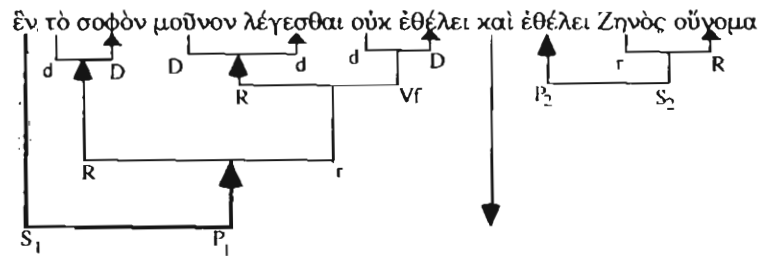 ἓν τὸ σοφὸν μοῦνον λέγεσθαι οὐκ ἐθέλει καὶ ἐθέλει Ζηνὸς οὔνομα
d D D d d D r R
R Vf P₂ S₂
R r
S₁ P₁